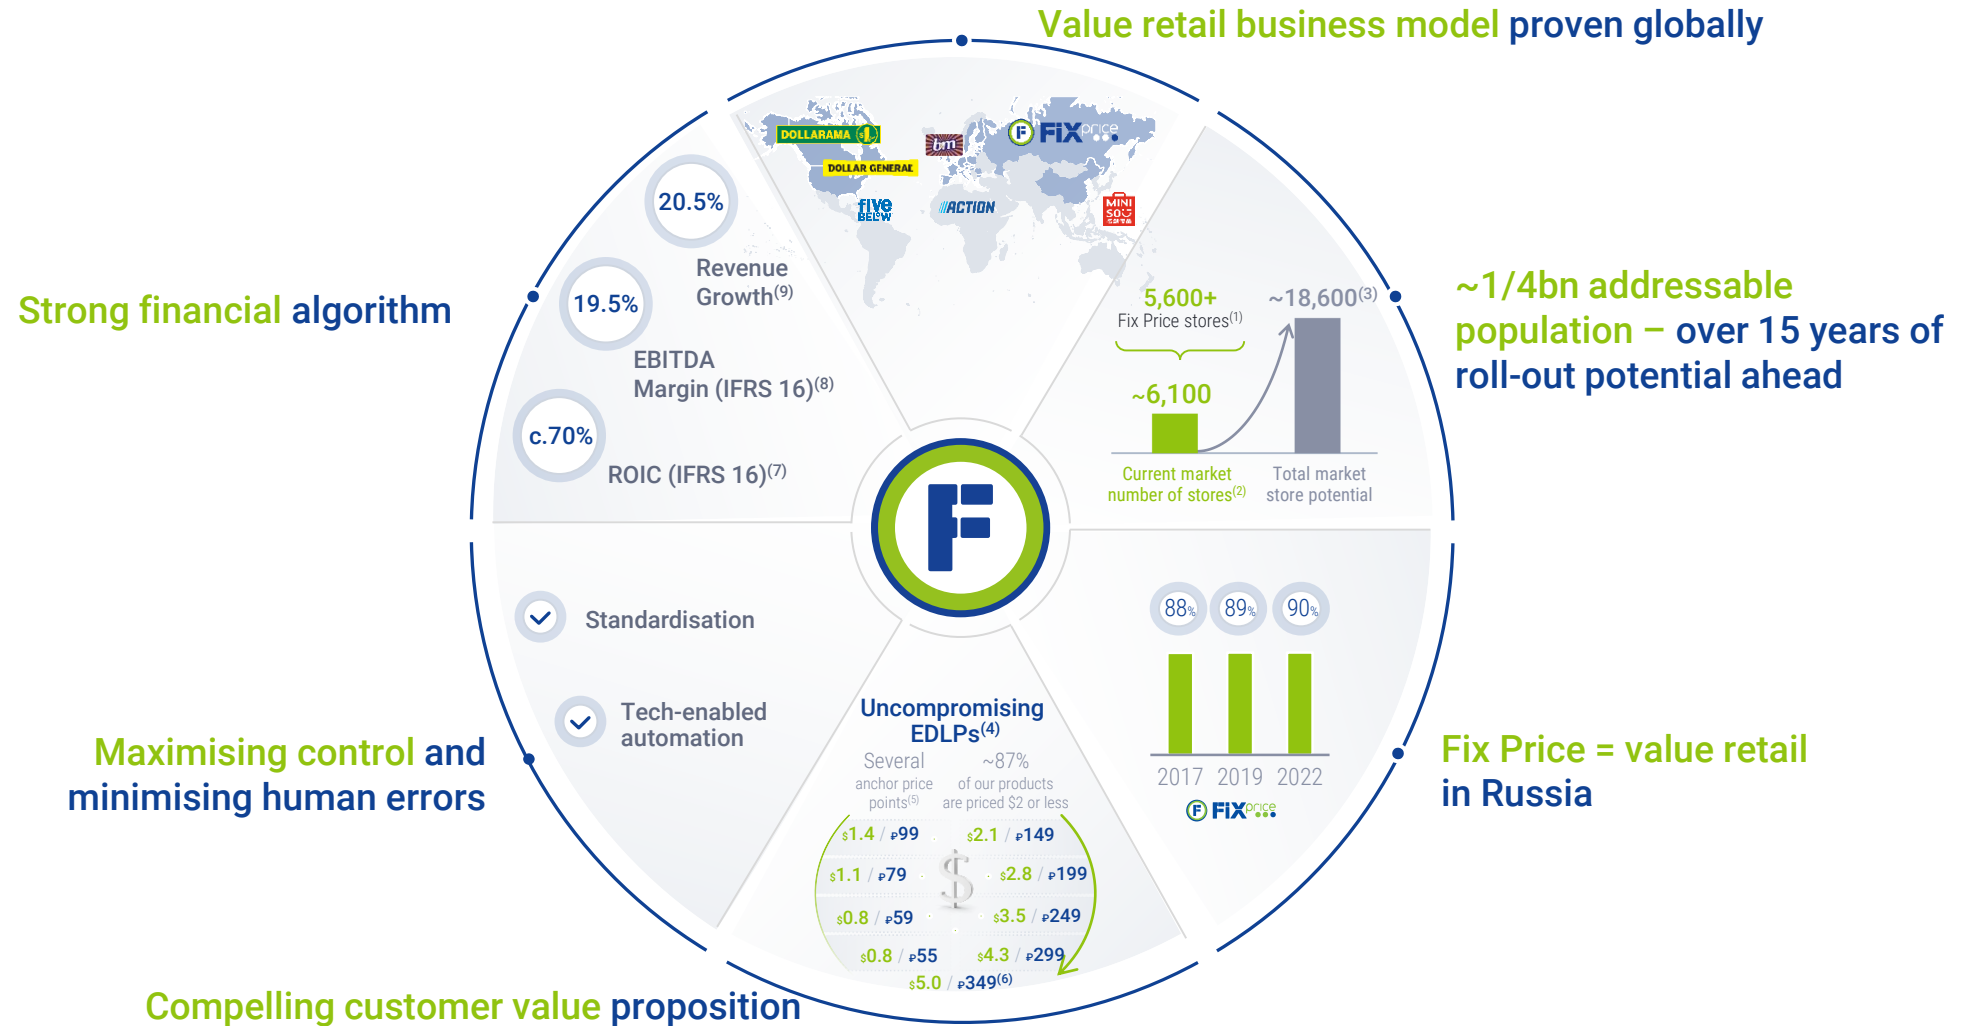 Value retail business model proven globally
DOLLARAMA $1
DOLLAR GENERAL
five
BELOW
bm
ACTION
F FIX price
MINI
SO
~1/4bn addressable
population – over 15 years of
roll-out potential ahead
5,600+
Fix Price stores(1)
~18,600(3)
~6,100
Current market
number of stores(2)
Total market
store potential
Fix Price = value retail
in Russia
88% 89% 90%
2017 2019 2022
F FIX price
Compelling customer value proposition
Uncompromising
EDLPs(4)
Several
anchor price
points(5)
~87%
of our products
are priced $2 or less
$1.4 / ₽99
$2.1 / ₽149
$1.1 / ₽79
$2.8 / ₽199
$0.8 / ₽59
$3.5 / ₽249
$0.8 / ₽55
$4.3 / ₽299
$5.0 / ₽349(6)
$
Maximising control and
minimising human errors
Standardisation
Tech-enabled
automation
Strong financial algorithm
20.5%
Revenue
Growth(9)
19.5%
EBITDA
Margin (IFRS 16)(8)
c.70%
ROIC (IFRS 16)(7)
F